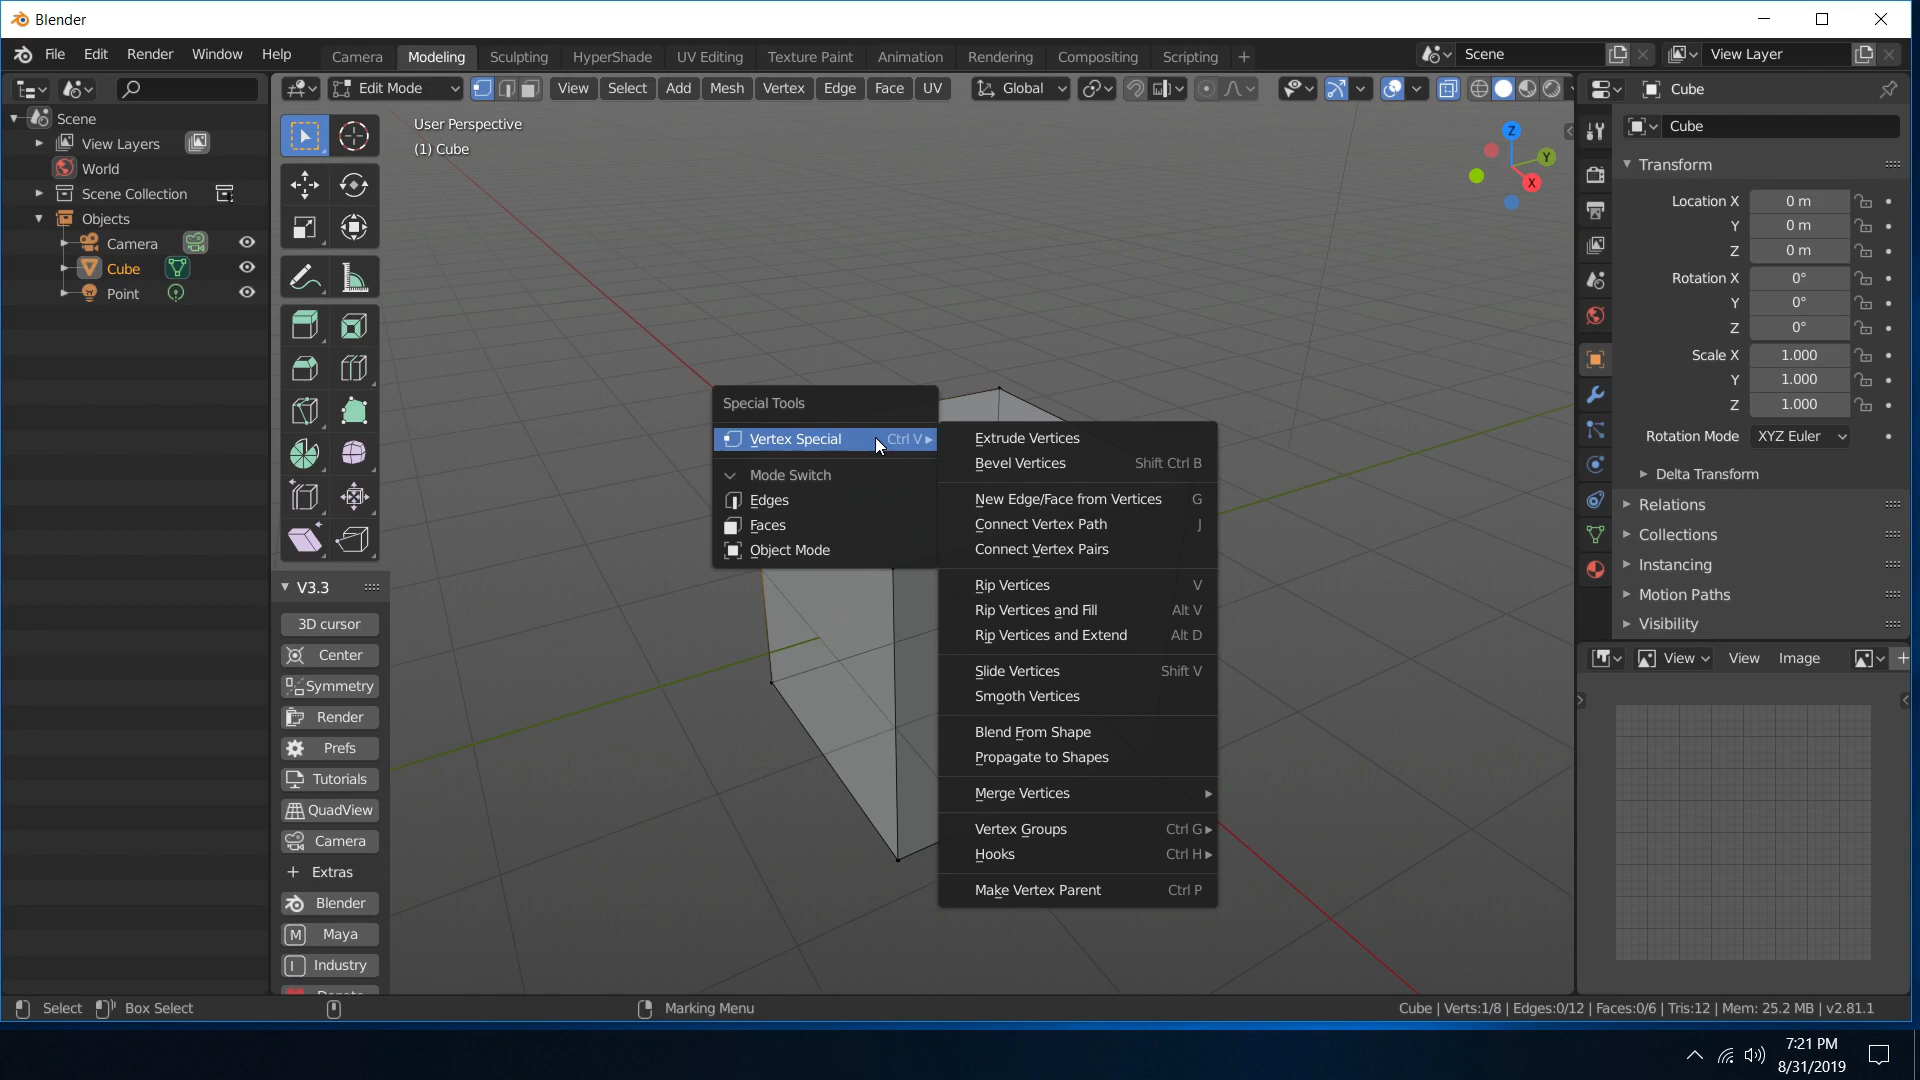 Blender
File Edit Render Window Help
Camera Modeling Sculpting HyperShade UV Editing Texture Paint Animation Rendering Compositing Scripting +
Scene
View Layer
Edit Mode
View Select Add Mesh Vertex Edge Face UV
Global
Cube
Scene
View Layers
World
Scene Collection
Objects
Camera
Cube
Point
User Perspective
(1) Cube
Z
Y
X
V3.3
3D cursor
Center
Symmetry
Render
Prefs
Tutorials
QuadView
Camera
Extras
Blender
M Maya
I Industry
Special Tools
Vertex Special Ctrl V
Mode Switch
Edges
Faces
Object Mode
Extrude Vertices
Bevel Vertices Shift Ctrl B
New Edge/Face from Vertices G
Connect Vertex Path J
Connect Vertex Pairs
Rip Vertices V
Rip Vertices and Fill Alt V
Rip Vertices and Extend Alt D
Slide Vertices Shift V
Smooth Vertices
Blend From Shape
Propagate to Shapes
Merge Vertices
Vertex Groups Ctrl G
Hooks Ctrl H
Make Vertex Parent Ctrl P
Cube
Transform
Location X 0 m
Y 0 m
Z 0 m
Rotation X 0°
Y 0°
Z 0°
Scale X 1.000
Y 1.000
Z 1.000
Rotation Mode XYZ Euler
Delta Transform
Relations
Collections
Instancing
Motion Paths
Visibility
View View Image
Select Box Select
Marking Menu
Cube | Verts:1/8 | Edges:0/12 | Faces:0/6 | Tris:12 | Mem: 25.2 MB | v2.81.1
7:21 PM
8/31/2019